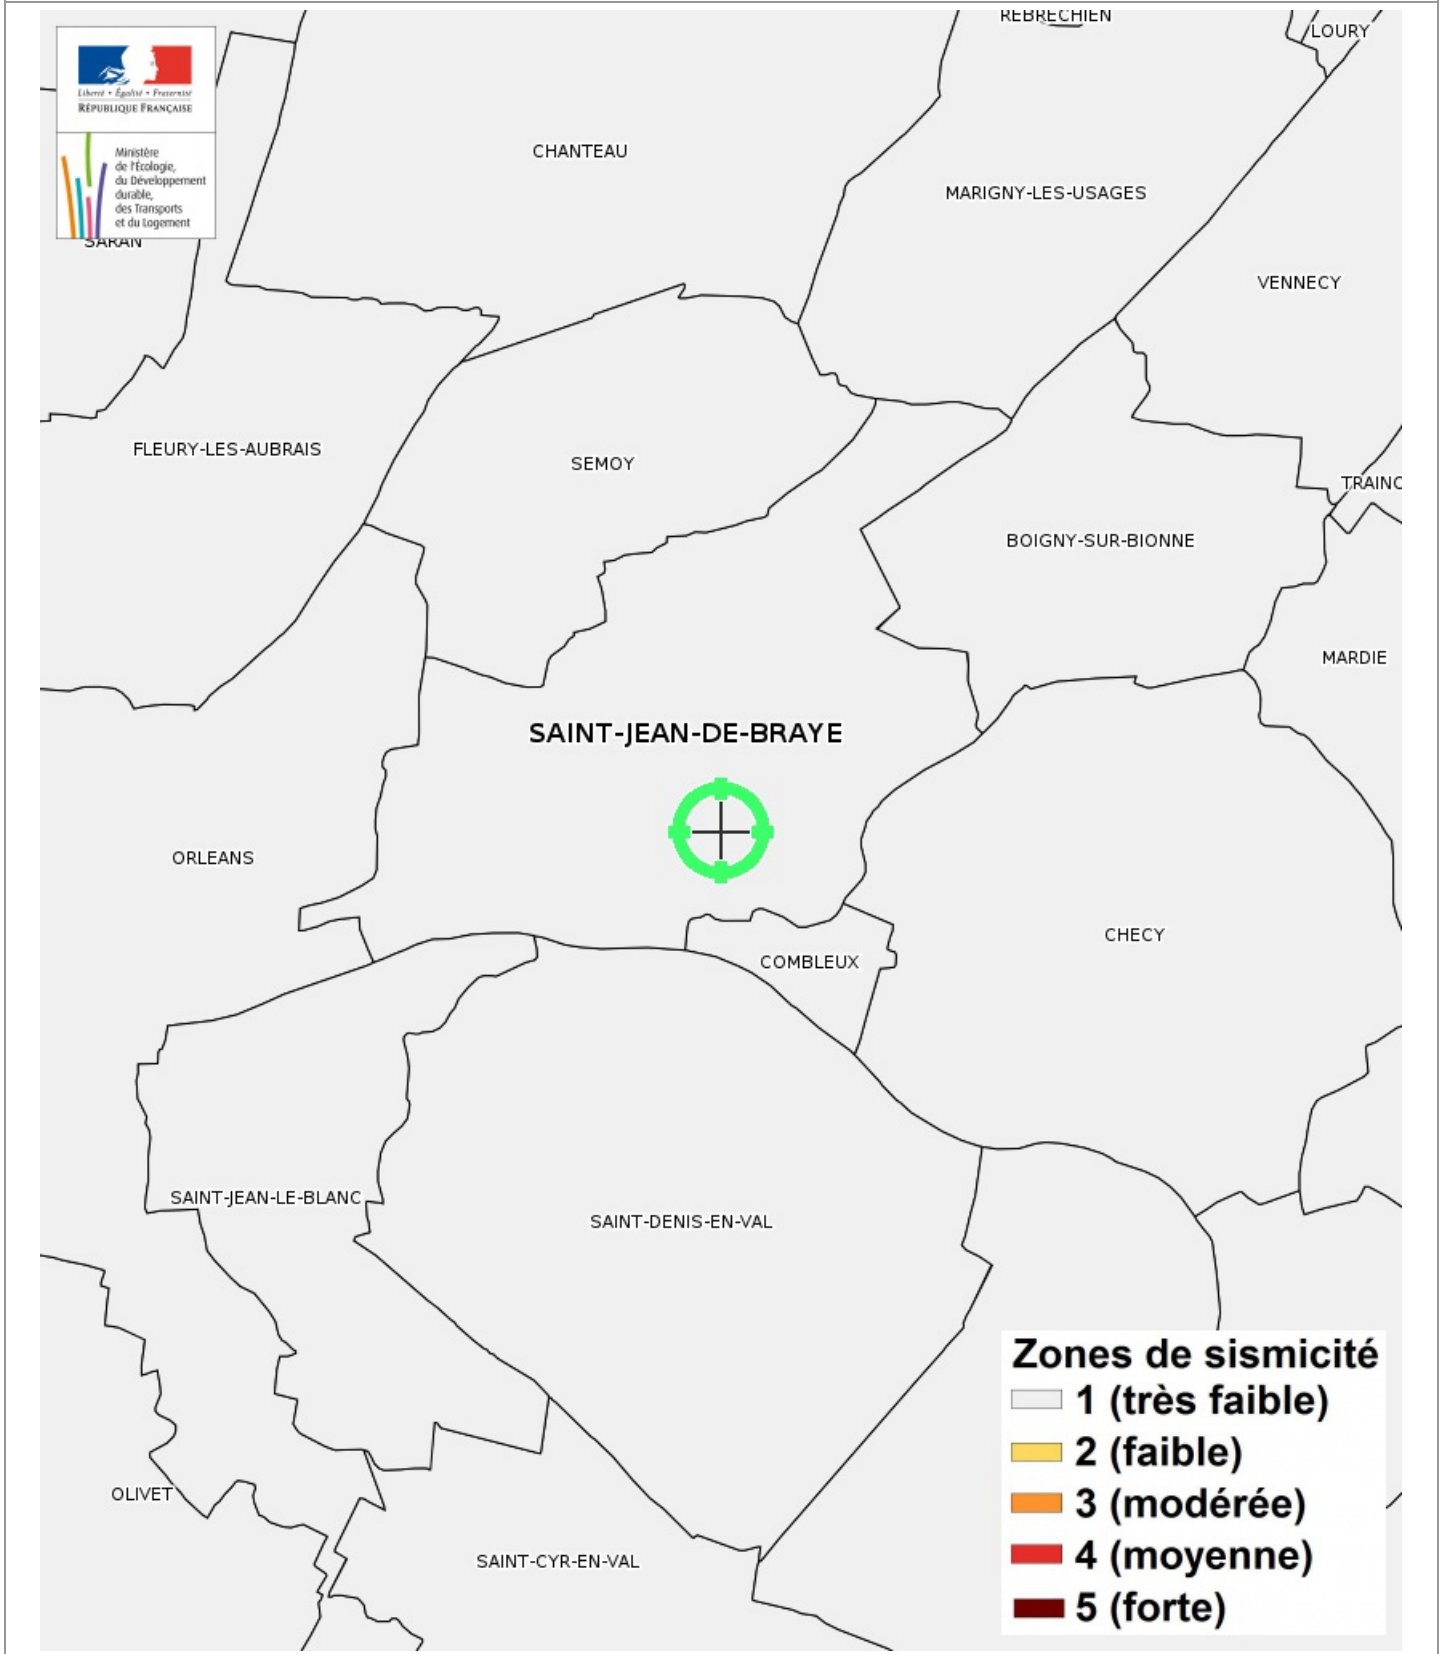 REBRECHIEN
LOURY
Liberté • Égalité • Fraternité
RÉPUBLIQUE FRANÇAISE
Ministère
de l'Écologie,
du Développement
durable,
des Transports
et du Logement
SARAN
CHANTEAU
MARIGNY-LES-USAGES
VENNECY
FLEURY-LES-AUBRAIS
SEMOY
TRAINO
BOIGNY-SUR-BIONNE
MARDIE
SAINT-JEAN-DE-BRAYE
ORLEANS
CHECY
COMBLEUX
SAINT-JEAN-LE-BLANC
SAINT-DENIS-EN-VAL
OLIVET
SAINT-CYR-EN-VAL
Zones de sismicité
1 (très faible)
2 (faible)
3 (modérée)
4 (moyenne)
5 (forte)